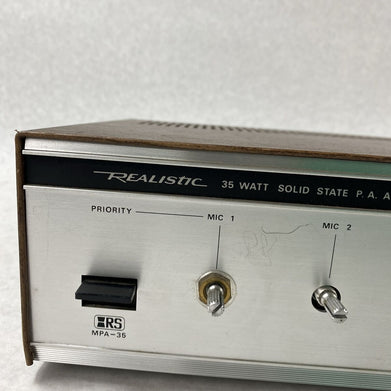 REALISTIC 35 WATT SOLID STATE P.A. A
PRIORITY MIC 1
MIC 2
RS
MPA-35